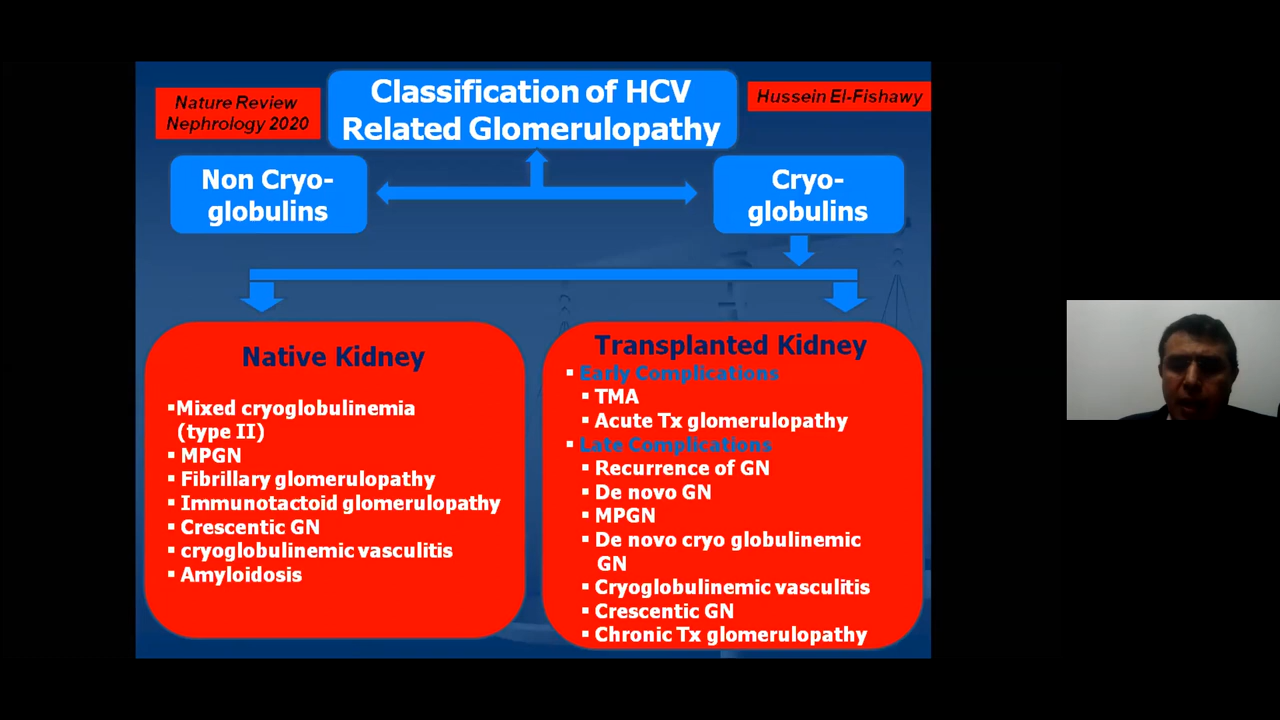 Nature Review
Nephrology 2020
Classification of HCV
Related Glomerulopathy
Hussein El-Fishawy
Non Cryo-
globulins
Cryo-
globulins
Native Kidney
▪Mixed cryoglobulinemia
(type II)
▪ MPGN
▪ Fibrillary glomerulopathy
▪ Immunotactoid glomerulopathy
▪ Crescentic GN
▪ cryoglobulinemic vasculitis
▪ Amyloidosis
Transplanted Kidney
▪ Early Complications
▪ TMA
▪ Acute Tx glomerulopathy
▪ Late Complications
▪ Recurrence of GN
▪ De novo GN
▪ MPGN
▪ De novo cryo globulinemic
GN
▪ Cryoglobulinemic vasculitis
▪ Crescentic GN
▪ Chronic Tx glomerulopathy